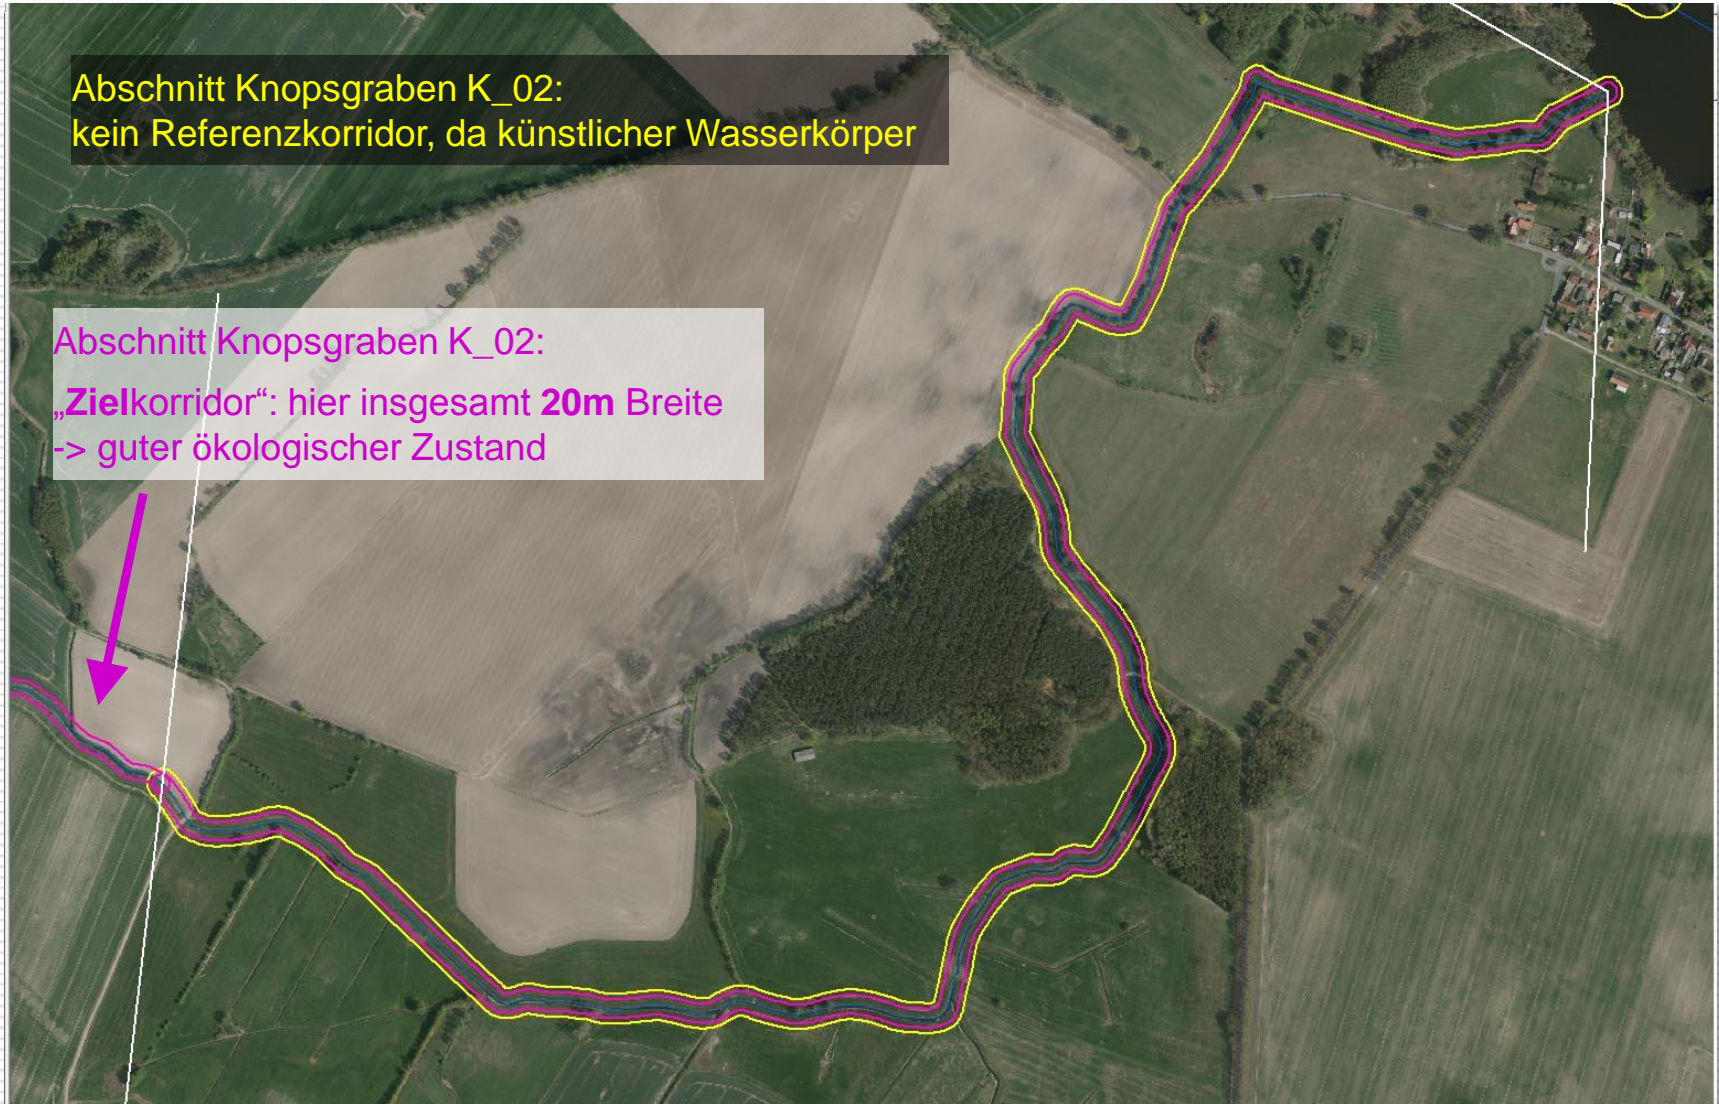 Abschnitt Knopsgraben K_02:
kein Referenzkorridor, da künstlicher Wasserkörper
Abschnitt Knopsgraben K_02:
„Zielkorridor“: hier insgesamt 20m Breite
-> guter ökologischer Zustand